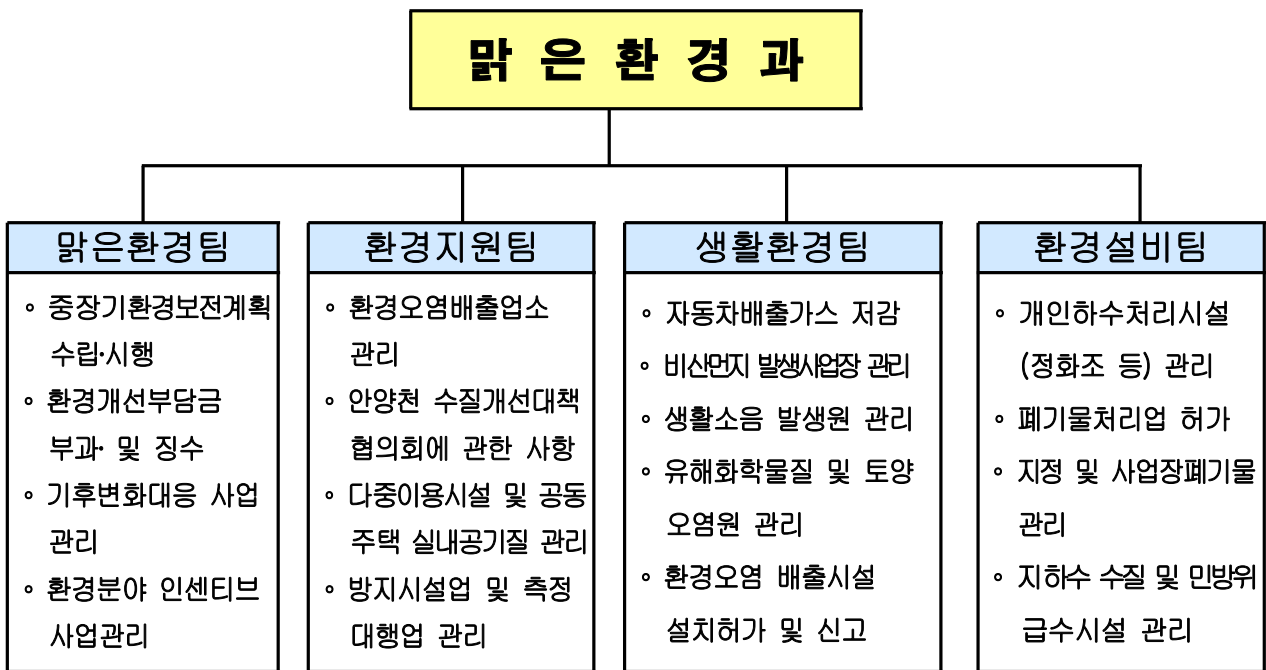 맑 은 환 경 과
맑은환경팀
◦ 중장기환경보전계획
수립·시행
◦ 환경개선부담금
부과· 및 징수
◦ 기후변화대응 사업
관리
◦ 환경분야 인센티브
사업관리
환경지원팀
◦ 환경오염배출업소
관리
◦ 안양천 수질개선대책
협의회에 관한 사항
◦ 다중이용시설 및 공동
주택 실내공기질 관리
◦ 방지시설업 및 측정
대행업 관리
생활환경팀
◦ 자동차배출가스 저감
◦ 비산먼지 발생사업장 관리
◦ 생활소음 발생원 관리
◦ 유해화학물질 및 토양
오염원 관리
◦ 환경오염 배출시설
설치허가 및 신고
환경설비팀
◦ 개인하수처리시설
(정화조 등) 관리
◦ 폐기물처리업 허가
◦ 지정 및 사업장폐기물
관리
◦ 지하수 수질 및 민방위
급수시설 관리